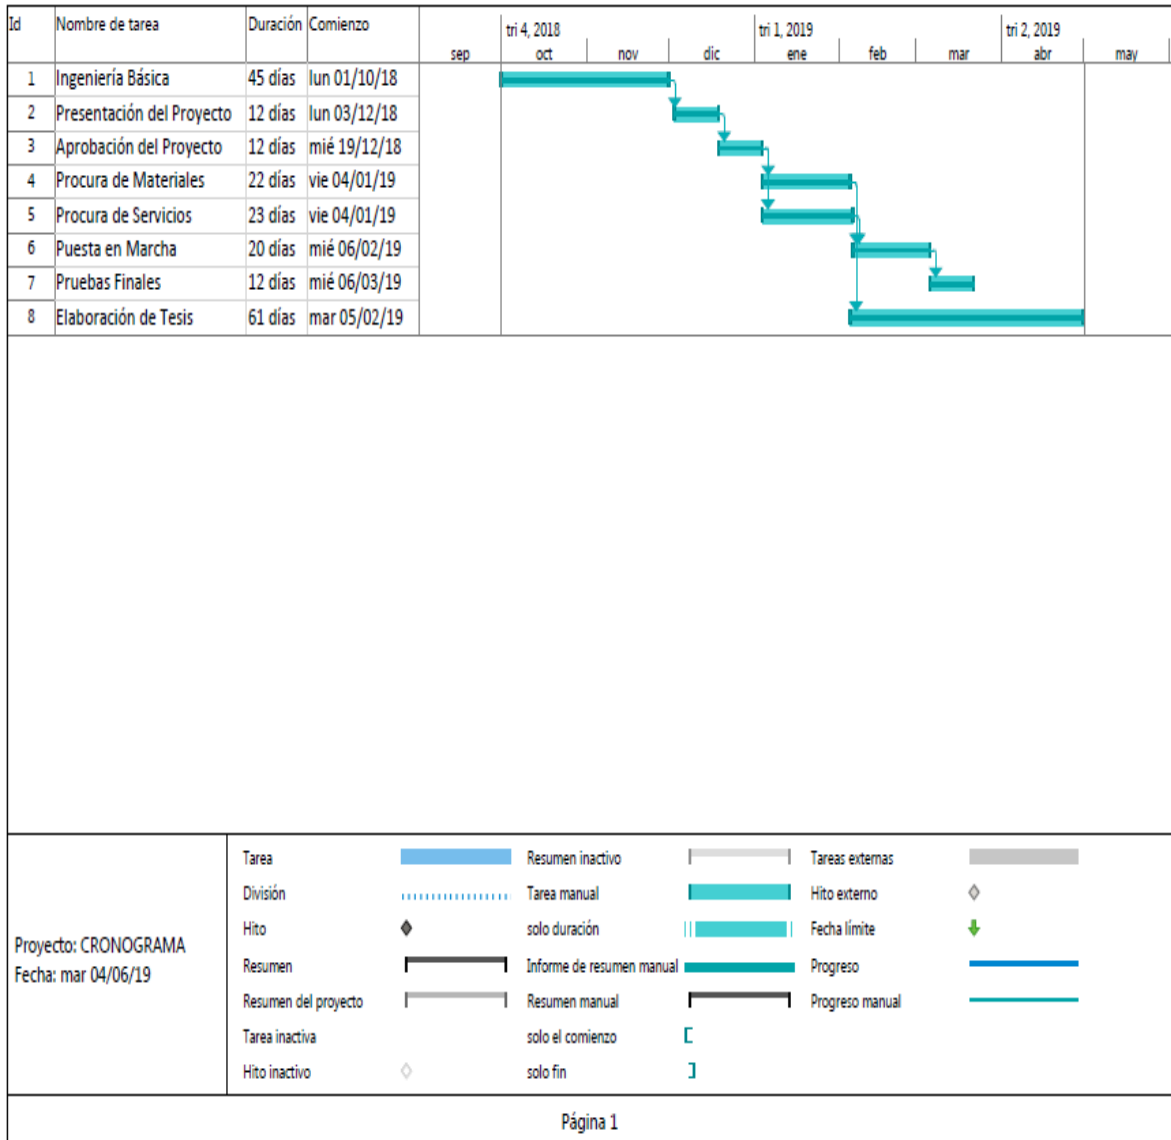 Id Nombre de tarea Duración Comienzo
tri 4, 2018 tri 1, 2019 tri 2, 2019
sep oct nov dic ene feb mar abr may
1 Ingeniería Básica 45 días lun 01/10/18
2 Presentación del Proyecto 12 días lun 03/12/18
3 Aprobación del Proyecto 12 días mié 19/12/18
4 Procura de Materiales 22 días vie 04/01/19
5 Procura de Servicios 23 días vie 04/01/19
6 Puesta en Marcha 20 días mié 06/02/19
7 Pruebas Finales 12 días mié 06/03/19
8 Elaboración de Tesis 61 días mar 05/02/19
Proyecto: CRONOGRAMA
Fecha: mar 04/06/19
Tarea
División
Hito
Resumen
Resumen del proyecto
Tarea inactiva
Hito inactivo
Resumen inactivo
Tarea manual
solo duración
Informe de resumen manual
Resumen manual
solo el comienzo
solo fin
Tareas externas
Hito externo
Fecha límite
Progreso
Progreso manual
Página 1